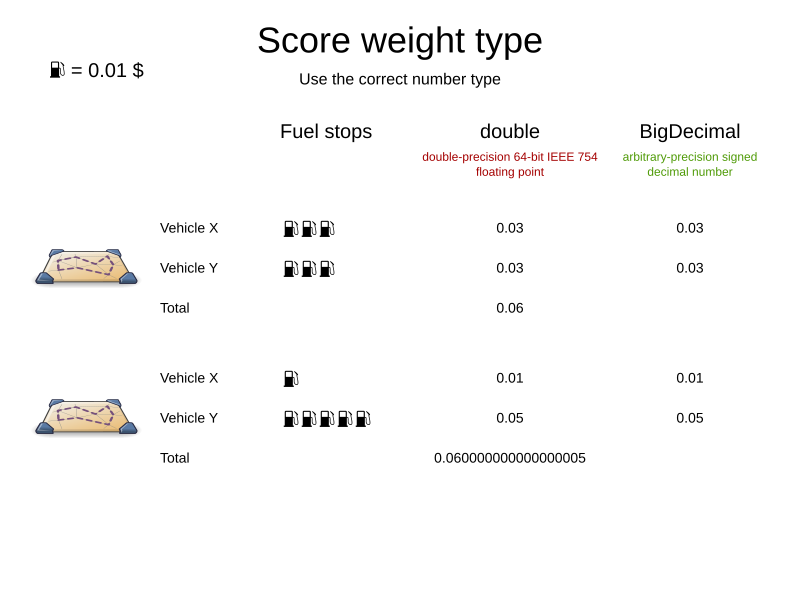 Score weight type
= 0.01 $
Use the correct number type
Fuel stops double BigDecimal
double-precision 64-bit IEEE 754 arbitrary-precision signed
floating point decimal number
Vehicle X 0.03 0.03
Vehicle Y 0.03 0.03
Total 0.06
Vehicle X 0.01 0.01
Vehicle Y 0.05 0.05
Total 0.060000000000000005